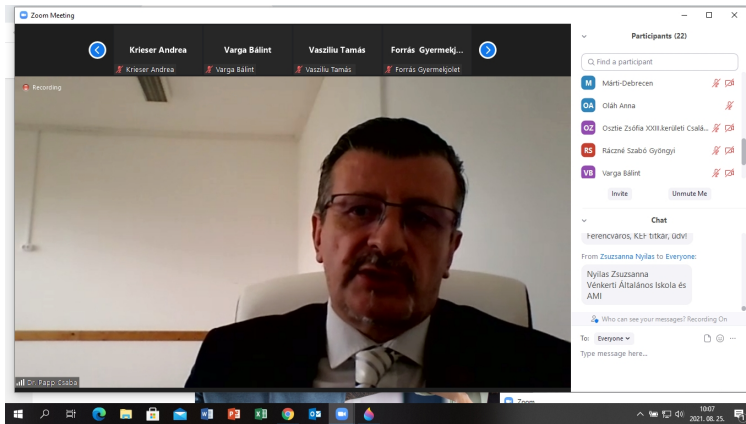 Zoom Meeting
Krieser Andrea
Varga Bálint
Vasziliu Tamás
Forrás Gyermekj...
Krieser Andrea
Varga Bálint
Vasziliu Tamás
Forrás Gyermekjolet
Recording
Dr. Papp Csaba
Participants (22)
Find a participant
M Márti-Debrecen
OA Oláh Anna
OZ Osztie Zsófia XXIII.kerületi Csalá...
RS Ráczné Szabó Gyöngyi
VB Varga Bálint
Invite
Unmute Me
Chat
Ferencváros, KEF titkár, üdv!
From Zsuzsanna Nyilas to Everyone:
Nyilas Zsuzsanna
Vénkerti Általános Iskola és
AMI
Who can see your messages? Recording On
To: Everyone
Type message here...
Zoom
10:07
2021. 08. 25.